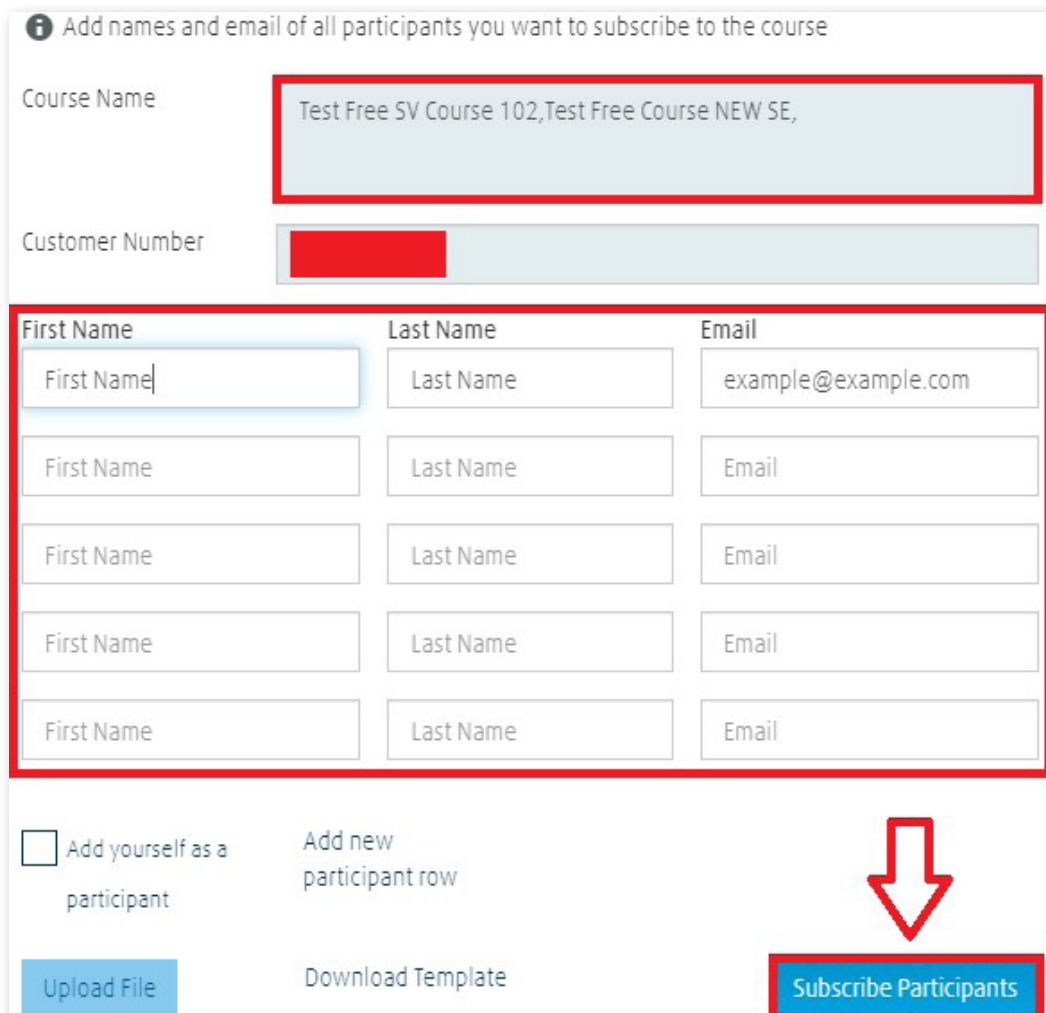 Add names and email of all participants you want to subscribe to the course
Course Name
Test Free SV Course 102,Test Free Course NEW SE,
Customer Number
First Name Last Name Email
First Name Last Name example@example.com
First Name Last Name Email
First Name Last Name Email
First Name Last Name Email
First Name Last Name Email
Add yourself as a
participant
Add new
participant row
Upload File Download Template Subscribe Participants